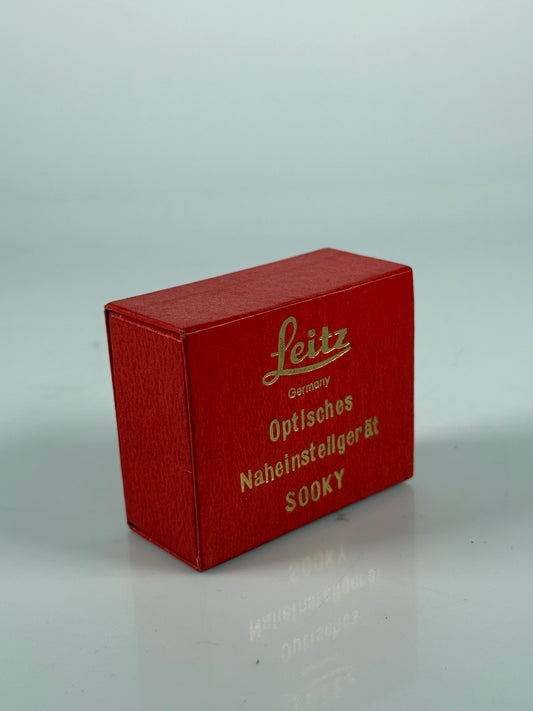 Leitz
Germany
Optisches
Naheinstellgerät
SOOKY